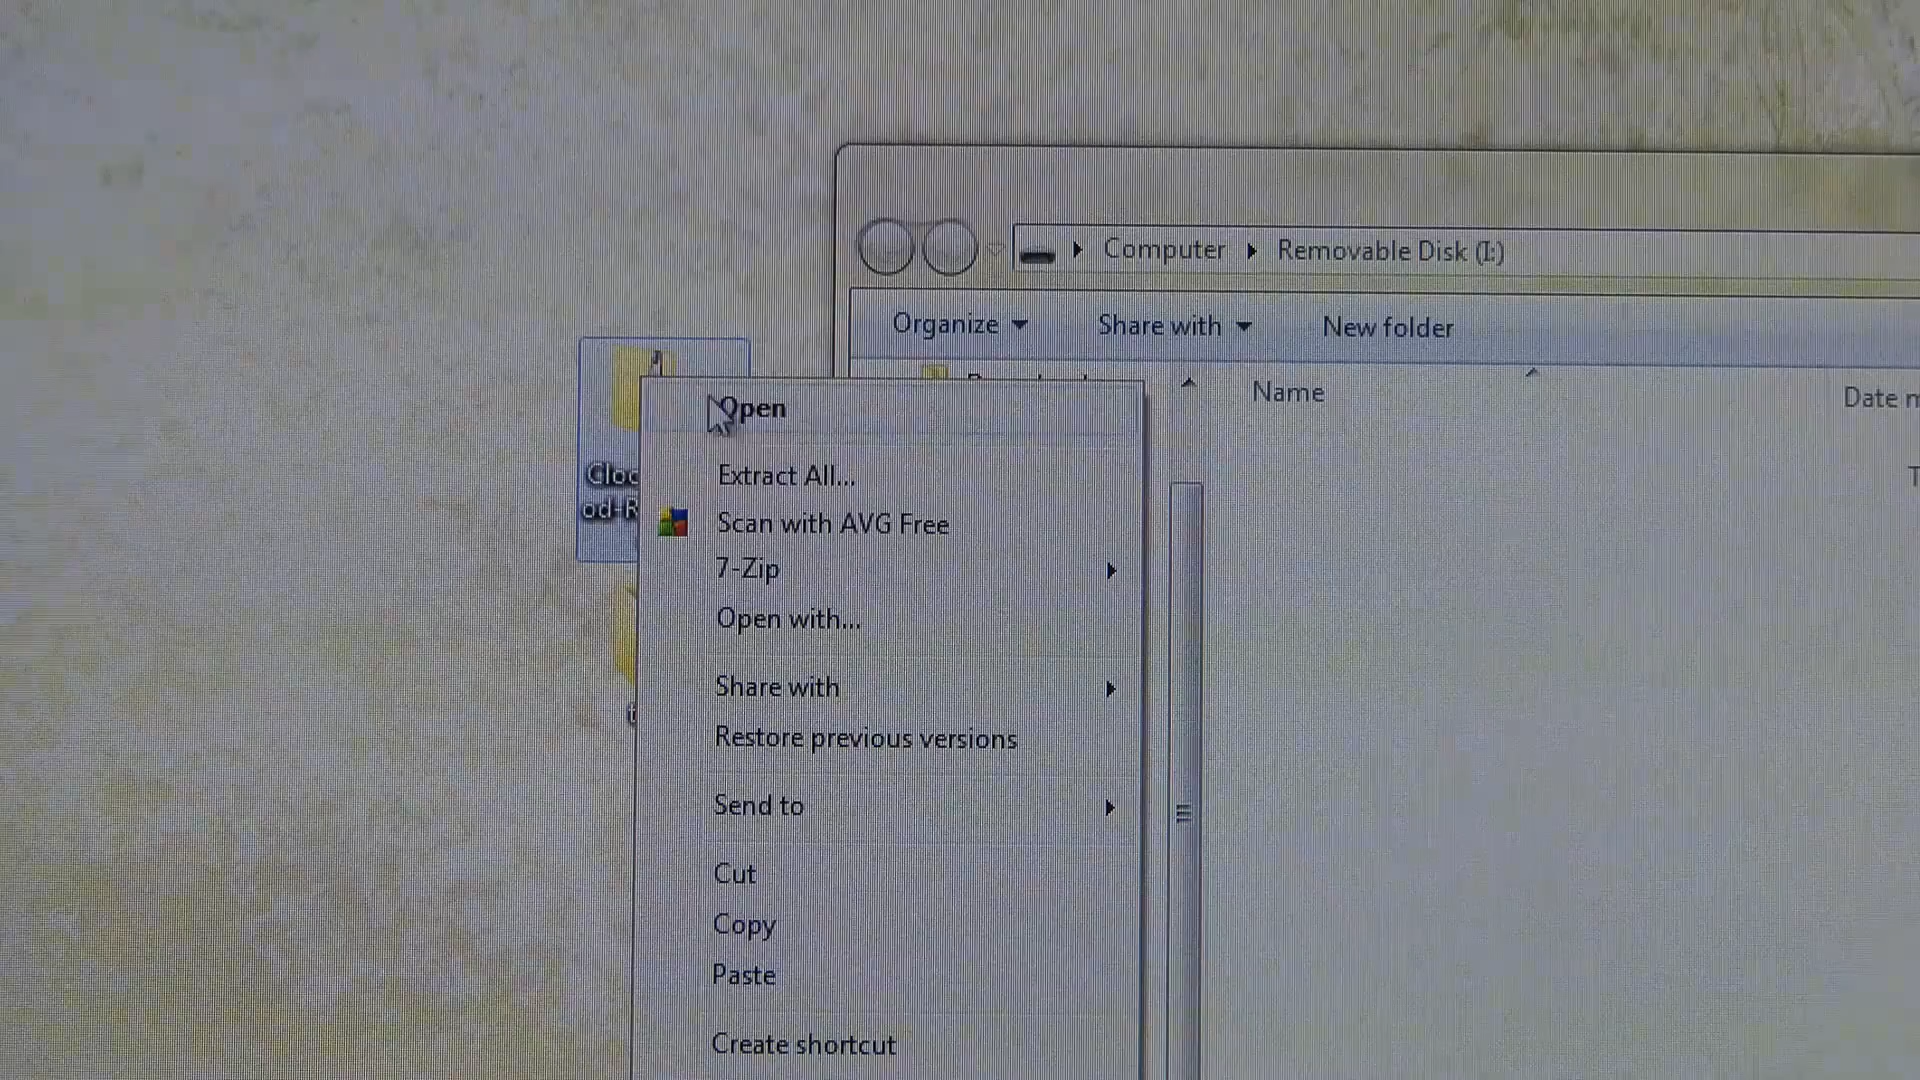 Computer
Removable Disk (I:)
Organize
Share with
New folder
Name
Open
Extract All...
Scan with AVG Free
7-Zip
Open with...
Share with
Restore previous versions
Send to
Cut
Copy
Paste
Create shortcut